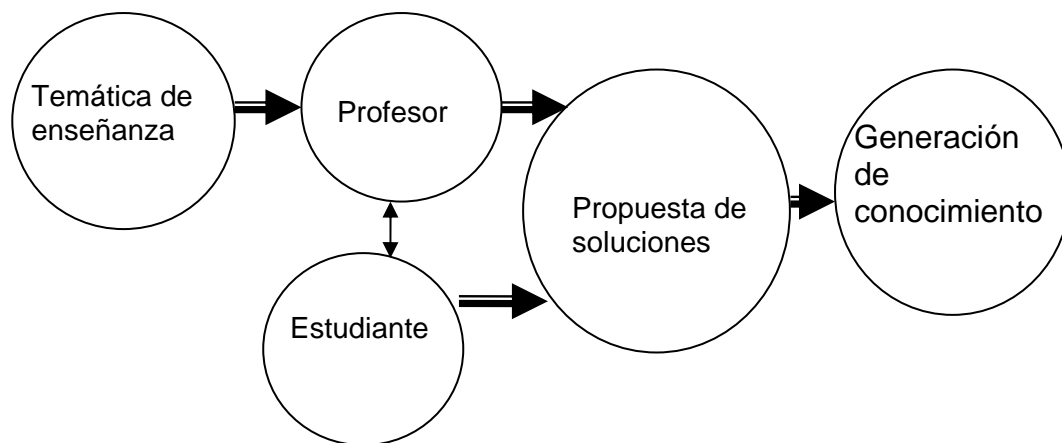 Temática de
enseñanza
Profesor
Estudiante
Propuesta de
soluciones
Generación
de
conocimiento